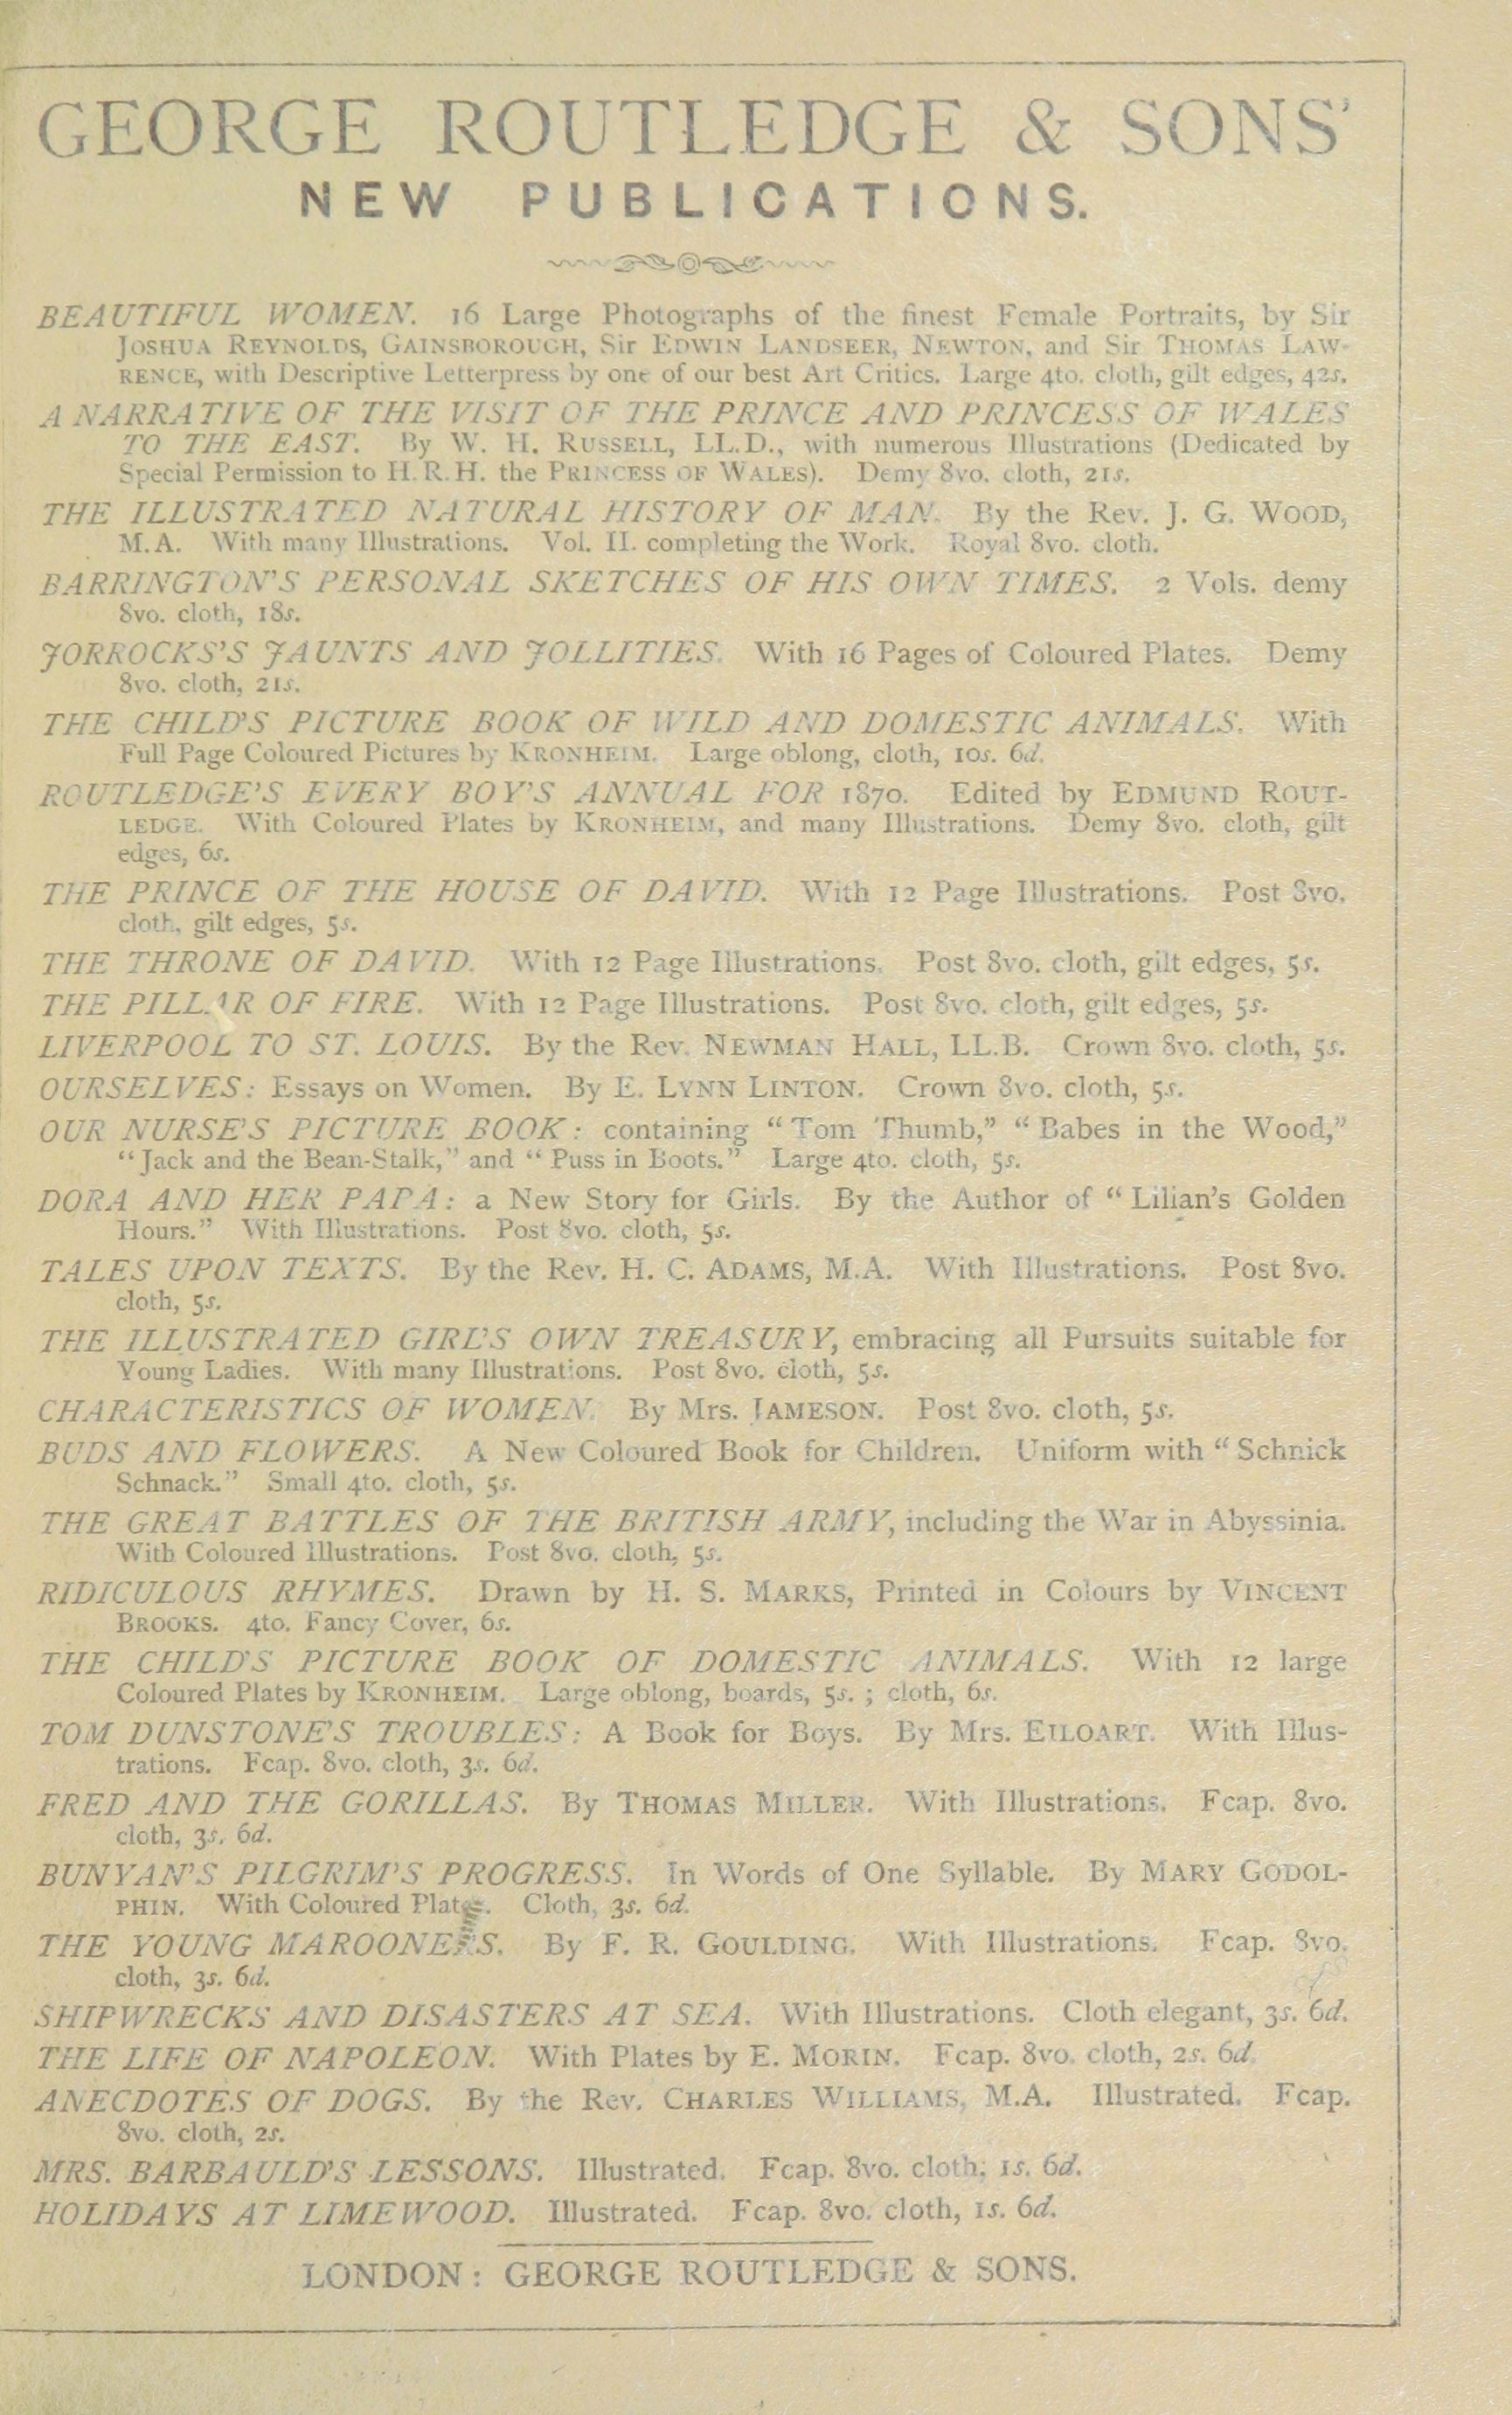 GEORGE ROUTLEDGE & SONS'
NEW PUBLICATIONS.
BEAUTIFUL WOMEN. 16 Large Photographs of the finest Female Portraits, by Sir
JOSHUA REYNOLDS, GAINSBOROUGH, Sir EDWIN LANDSEER, NEWTON, and Sir THOMAS LAW-
RENCE, with Descriptive Letterpress by one of our best Art Critics. Large 4to. cloth, gilt edges, 42s.
A NARRATIVE OF THE VISIT OF THE PRINCE AND PRINCESS OF WALES
TO THE EAST. By W. H. RUSSELL, LL.D., with numerous Illustrations (Dedicated by
Special Permission to H.R.H. the PRINCESS OF WALES). Demy 8vo. cloth, 21s.
THE ILLUSTRATED NATURAL HISTORY OF MAN. By the Rev. J. G. WOOD,
M.A. With many Illustrations. Vol. II. completing the Work. Royal 8vo. cloth.
BARRINGTON'S PERSONAL SKETCHES OF HIS OWN TIMES. 2 Vols. demy
8vo. cloth, 18s.
JORROCKS'S JAUNTS AND JOLLITIES. With 16 Pages of Coloured Plates. Demy
8vo. cloth, 21s.
THE CHILD'S PICTURE BOOK OF WILD AND DOMESTIC ANIMALS. With
Full Page Coloured Pictures by KRONHEIM. Large oblong, cloth, 10s. 6d.
ROUTLEDGE'S EVERY BOY'S ANNUAL FOR 1870. Edited by EDMUND ROUT-
LEDGE. With Coloured Plates by KRONHEIM, and many Illustrations. Demy 8vo. cloth, gilt
edges, 6s.
THE PRINCE OF THE HOUSE OF DAVID. With 12 Page Illustrations. Post 8vo.
cloth, gilt edges, 5s.
THE THRONE OF DAVID. With 12 Page Illustrations. Post 8vo. cloth, gilt edges, 5s.
THE PILLAR OF FIRE. With 12 Page Illustrations. Post 8vo. cloth, gilt edges, 5s.
LIVERPOOL TO ST. LOUIS. By the Rev. NEWMAN HALL, LL.B. Crown 8vo. cloth, 5s.
OURSELVES: Essays on Women. By E. LYNN LINTON. Crown 8vo. cloth, 5s.
OUR NURSE'S PICTURE BOOK: containing "Tom Thumb," "Babes in the Wood,"
"Jack and the Bean-Stalk," and "Puss in Boots." Large 4to. cloth, 5s.
DORA AND HER PAPA: a New Story for Girls. By the Author of "Lilian's Golden
Hours." With Illustrations. Post 8vo. cloth, 5s.
TALES UPON TEXTS. By the Rev. H. C. ADAMS, M.A. With Illustrations. Post 8vo.
cloth, 5s.
THE ILLUSTRATED GIRL'S OWN TREASURY, embracing all Pursuits suitable for
Young Ladies. With many Illustrations. Post 8vo. cloth, 5s.
CHARACTERISTICS OF WOMEN. By Mrs. JAMESON. Post 8vo. cloth, 5s.
BUDS AND FLOWERS. A New Coloured Book for Children. Uniform with "Schnick
Schnack." Small 4to. cloth, 5s.
THE GREAT BATTLES OF THE BRITISH ARMY, including the War in Abyssinia.
With Coloured Illustrations. Post 8vo. cloth, 5s.
RIDICULOUS RHYMES. Drawn by H. S. MARKS, Printed in Colours by VINCENT
BROOKS. 4to. Fancy Cover, 6s.
THE CHILD'S PICTURE BOOK OF DOMESTIC ANIMALS. With 12 large
Coloured Plates by KRONHEIM. Large oblong, boards, 5s. ; cloth, 6s.
TOM DUNSTONE'S TROUBLES: A Book for Boys. By Mrs. EILOART. With Illus-
trations. Fcap. 8vo. cloth, 3s. 6d.
FRED AND THE GORILLAS. By THOMAS MILLER. With Illustrations. Fcap. 8vo.
cloth, 3s. 6d.
BUNYAN'S PILGRIM'S PROGRESS. In Words of One Syllable. By MARY GODOL-
PHIN. With Coloured Plates. Cloth, 3s. 6d.
THE YOUNG MAROONERS. By F. R. GOULDING. With Illustrations. Fcap. 8vo.
cloth, 3s. 6d.
SHIPWRECKS AND DISASTERS AT SEA. With Illustrations. Cloth elegant, 3s. 6d.
THE LIFE OF NAPOLEON. With Plates by E. MORIN. Fcap. 8vo. cloth, 2s. 6d.
ANECDOTES OF DOGS. By the Rev. CHARLES WILLIAMS, M.A. Illustrated. Fcap.
8vo. cloth, 2s.
MRS. BARBAULD'S LESSONS. Illustrated. Fcap. 8vo. cloth, 1s. 6d.
HOLIDAYS AT LIMEWOOD. Illustrated. Fcap. 8vo. cloth, 1s. 6d.
LONDON: GEORGE ROUTLEDGE & SONS.